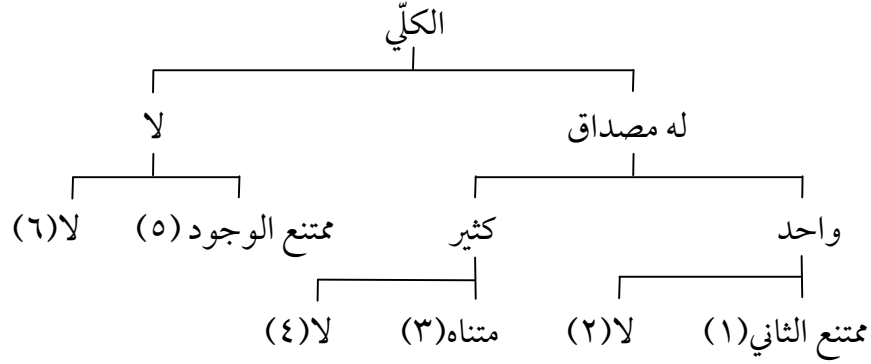 الكلّي
له مصداق لا
واحد كثير ممتنع الوجود (٥) لا(٦)
ممتنع الثاني(١) لا(٢) متناه(٣) لا(٤)